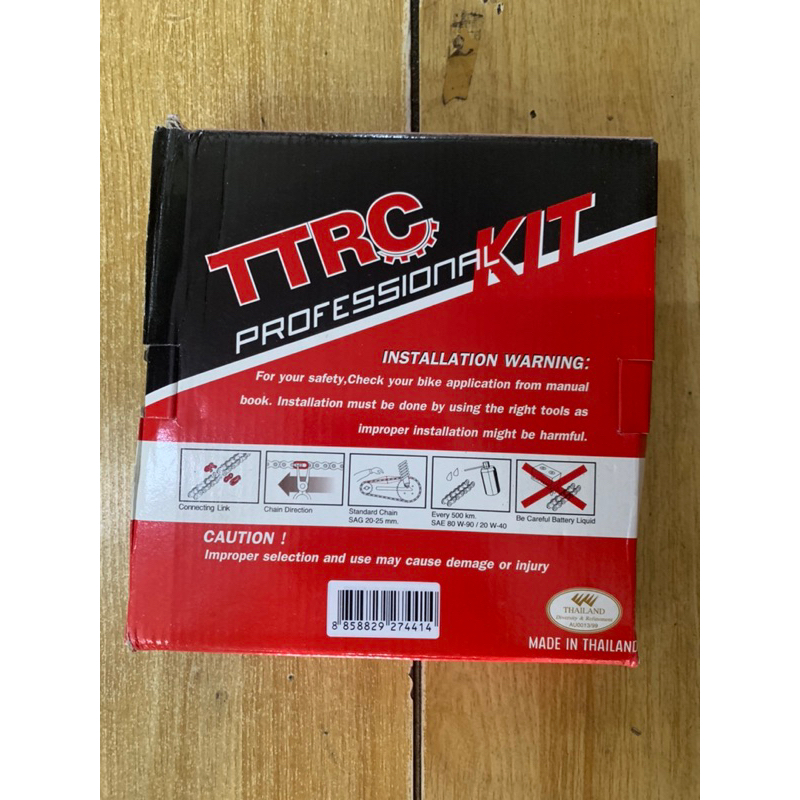 TTRC
PROFESSIONAL KIT
INSTALLATION WARNING:
For your safety,Check your bike application from manual
book. Installation must be done by using the right tools as
improper installation might be harmful.
Connecting Link
Chain Direction
Standard Chain
SAG 20-25 mm.
Every 500 km.
SAE 80 W-90 / 20 W-40
Be Careful Battery Liquid
CAUTION !
Improper selection and use may cause damage or injury
8 858829 274414
THAILAND
Diversity & Refinement
MADE IN THAILAND